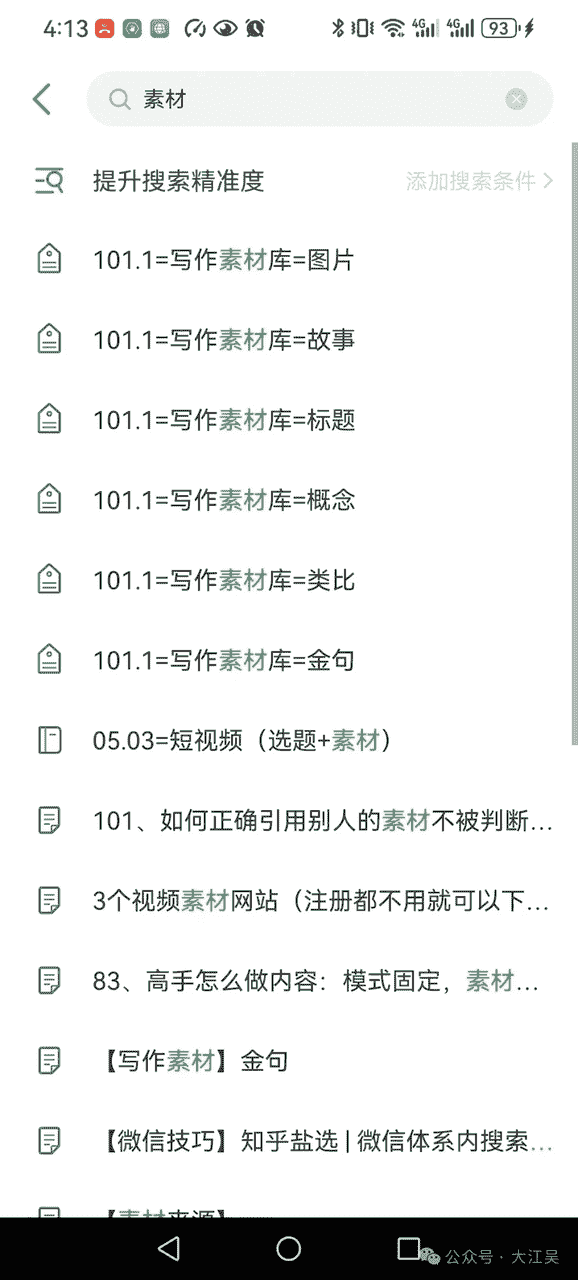 4:13
4G 4G 93
素材
提升搜索精准度 添加搜索条件
101.1=写作素材库=图片
101.1=写作素材库=故事
101.1=写作素材库=标题
101.1=写作素材库=概念
101.1=写作素材库=类比
101.1=写作素材库=金句
05.03=短视频（选题+素材）
101、如何正确引用别人的素材不被判断...
3个视频素材网站（注册都不用就可以下...
83、高手怎么做内容：模式固定，素材...
【写作素材】金句
【微信技巧】知乎盐选 | 微信体系内搜索...
【素材来源】
公众号 · 大江吴